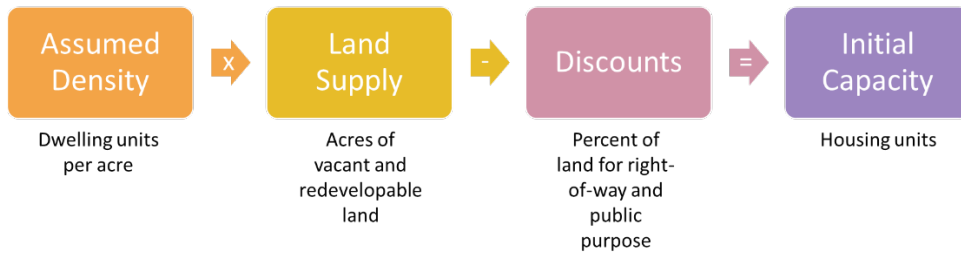 Assumed
Density
x
Land
Supply
-
Discounts
=
Initial
Capacity
Dwelling units
per acre
Acres of
vacant and
redevelopable
land
Percent of
land for right-
of-way and
public
purpose
Housing units